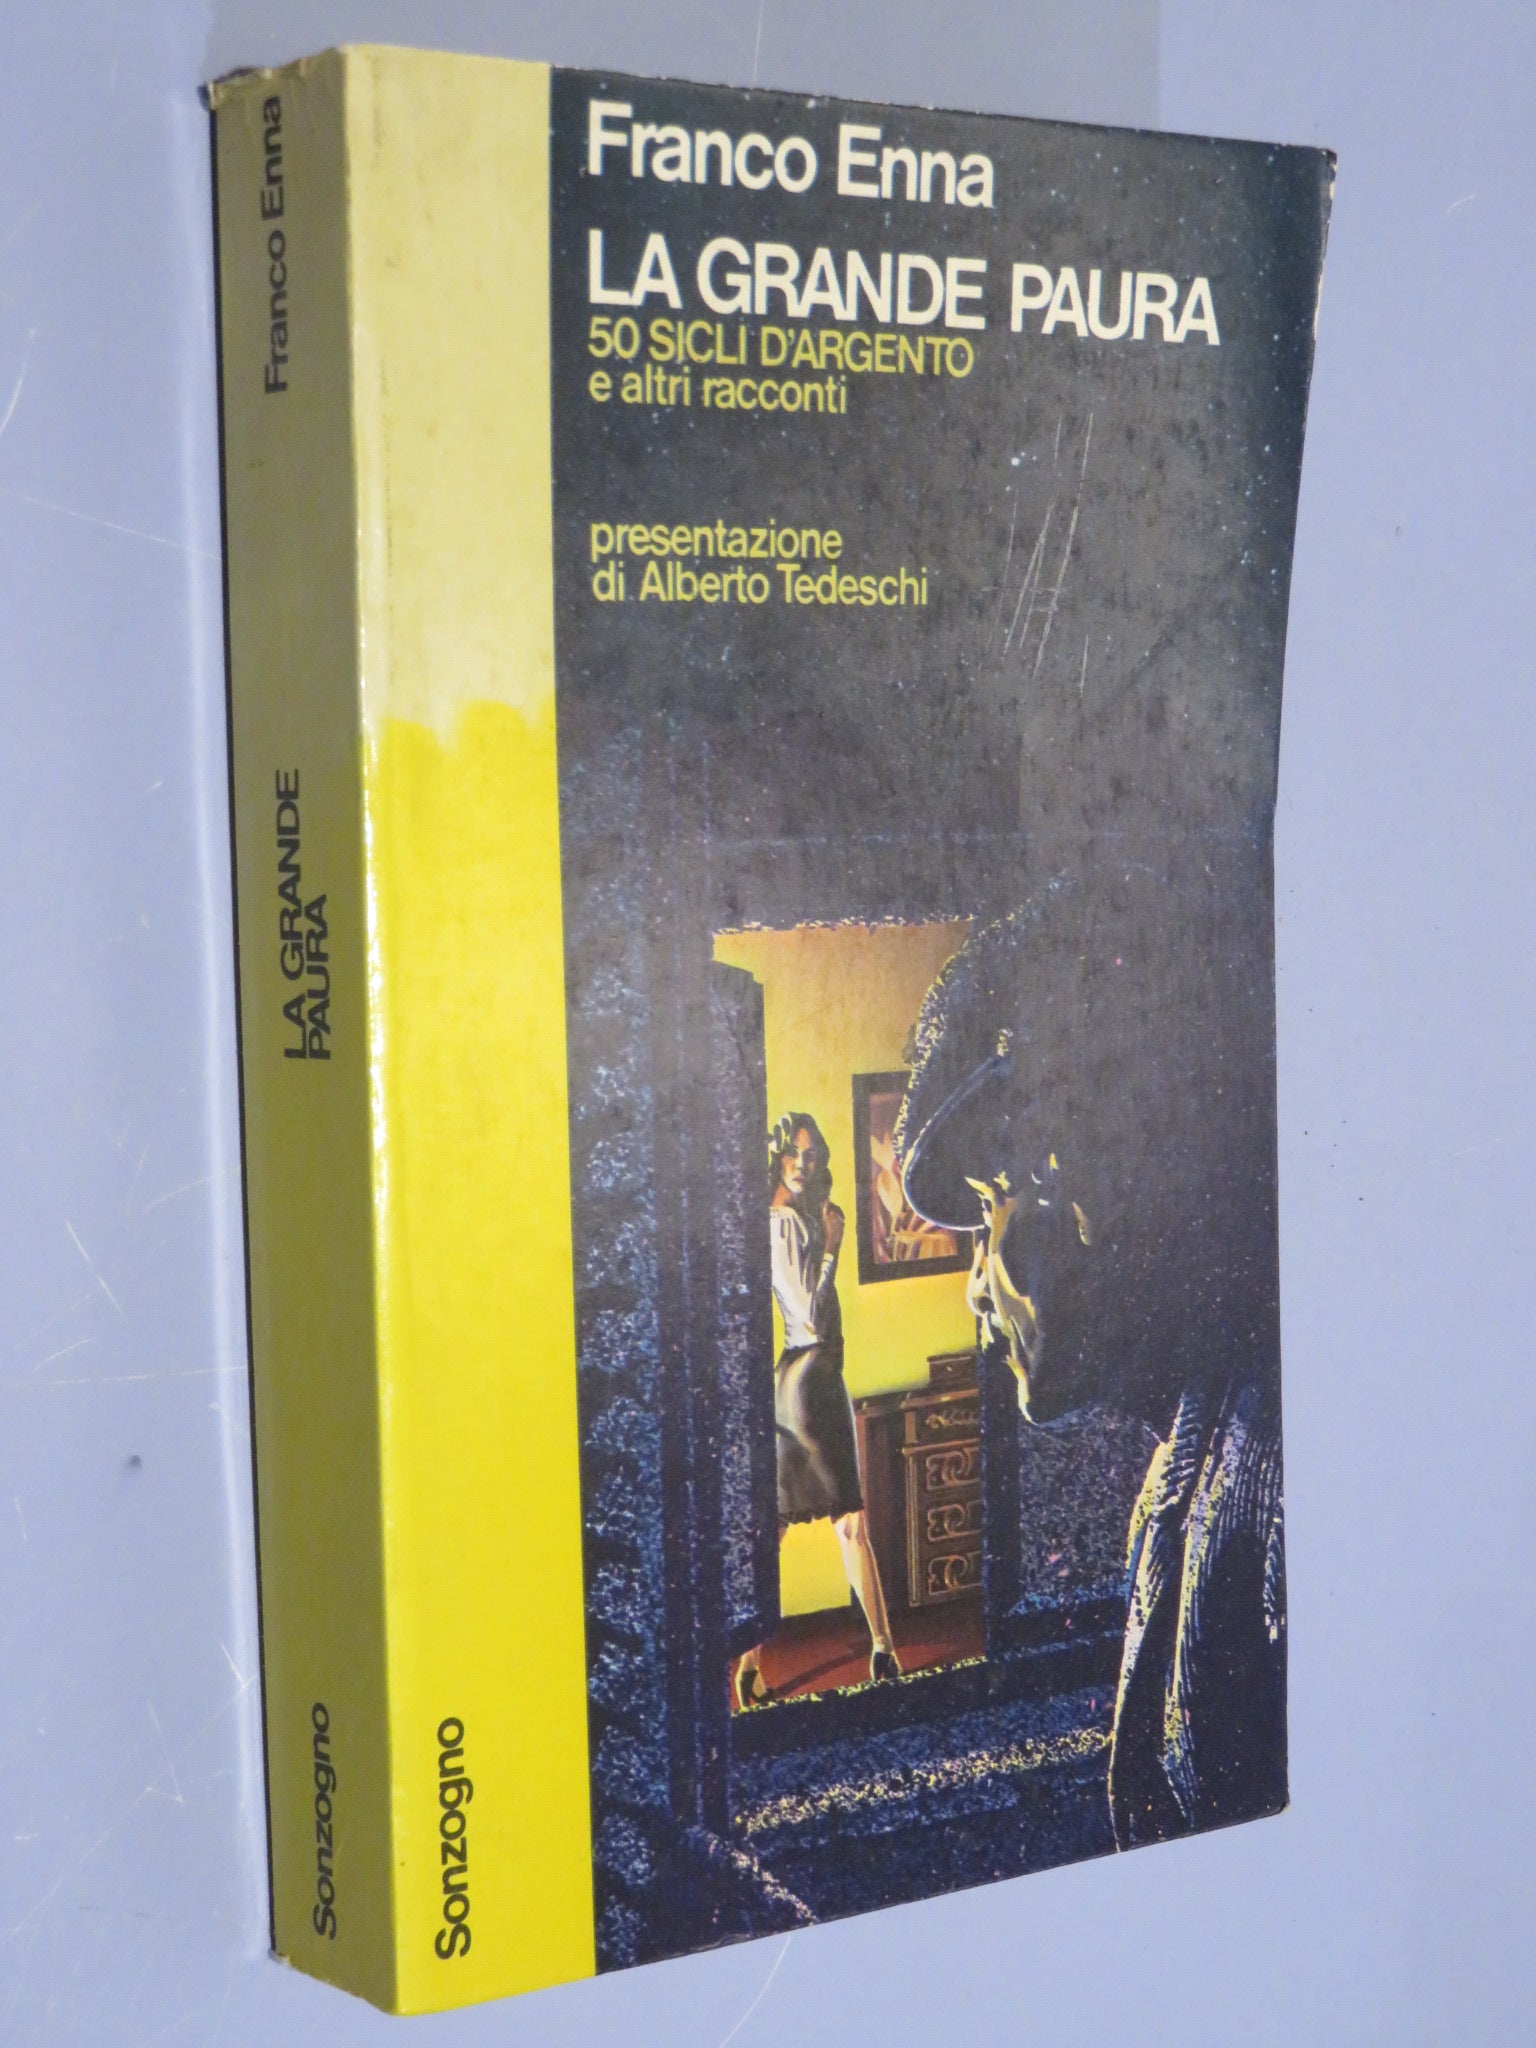 Franco Enna
LA GRANDE PAURA
50 SICLI D'ARGENTO
e altri racconti
presentazione
di Alberto Tedeschi
Sonzogno
Franco Enna
LA GRANDE
PAURA
Sonzogno